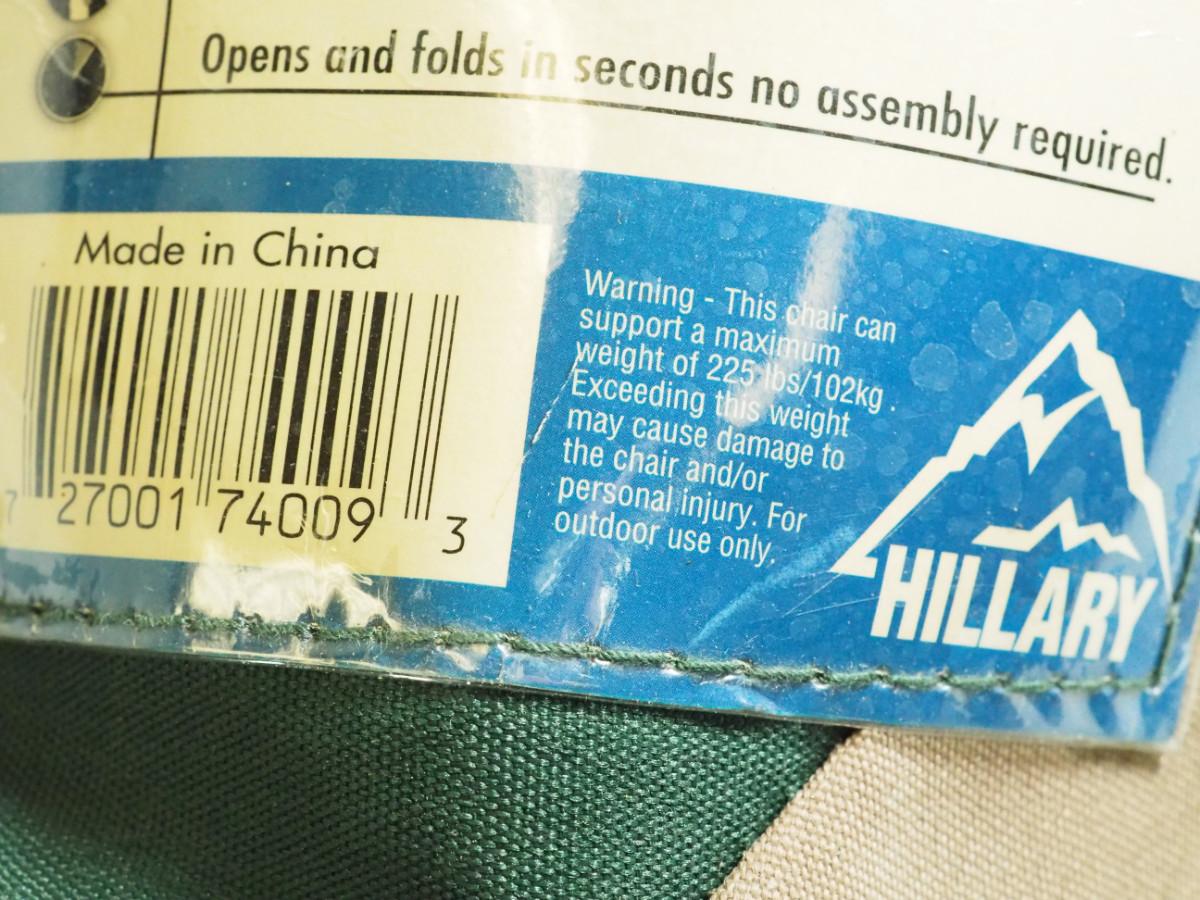 Opens and folds in seconds no assembly required.
Made in China
7 27001 74009 3
Warning - This chair can
support a maximum
weight of 225 lbs/102kg .
Exceeding this weight
may cause damage to
the chair and/or
personal injury. For
outdoor use only.
HILLARY